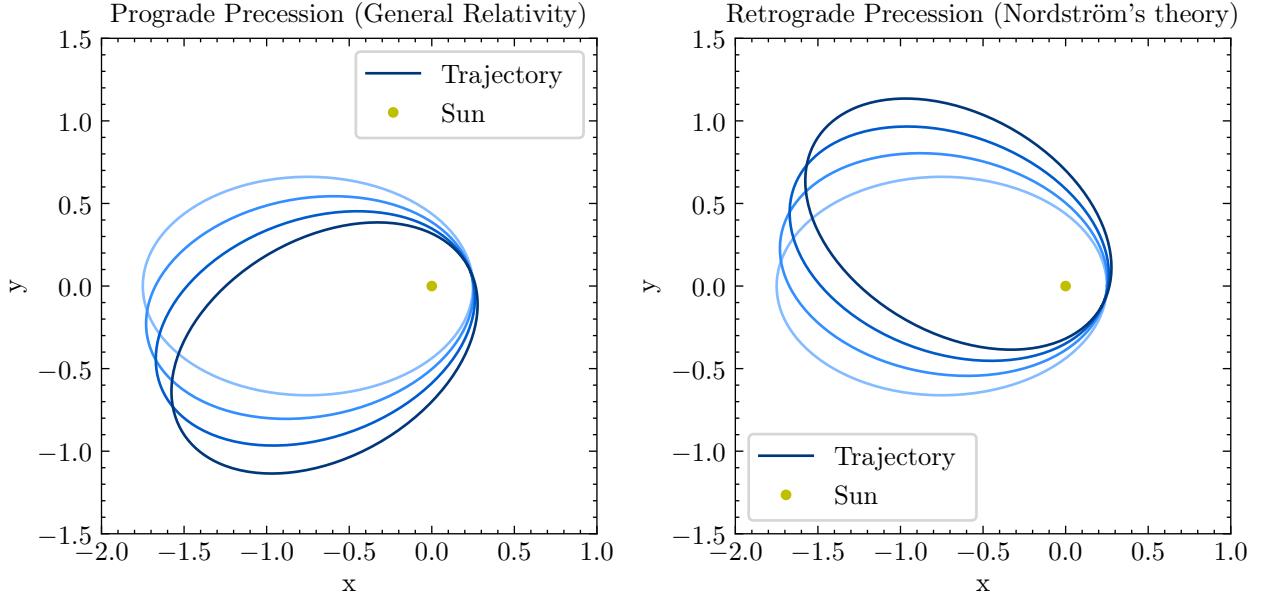 Prograde Precession (General Relativity)
1.5
1.0
0.5
0.0
−0.5
−1.0
−1.5
y
Trajectory
Sun
−2.0 −1.5 −1.0 −0.5 0.0 0.5 1.0
x
Retrograde Precession (Nordström's theory)
1.5
1.0
0.5
0.0
−0.5
−1.0
−1.5
y
Trajectory
Sun
−2.0 −1.5 −1.0 −0.5 0.0 0.5 1.0
x